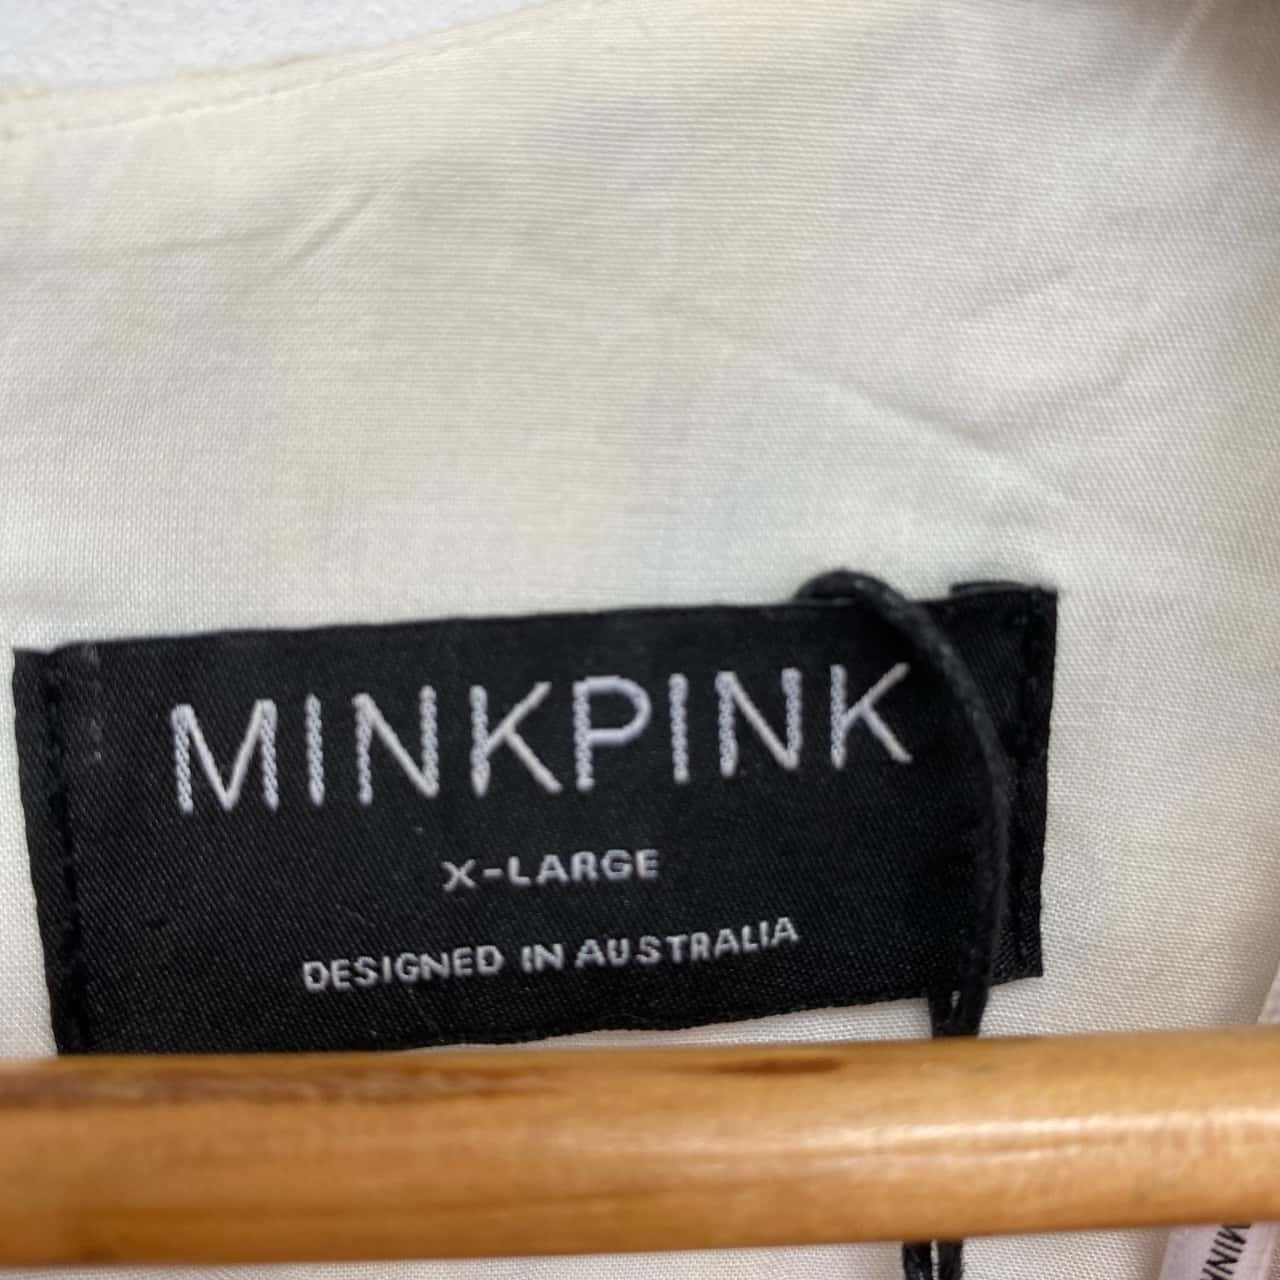 MINKPINK
X-LARGE
DESIGNED IN AUSTRALIA